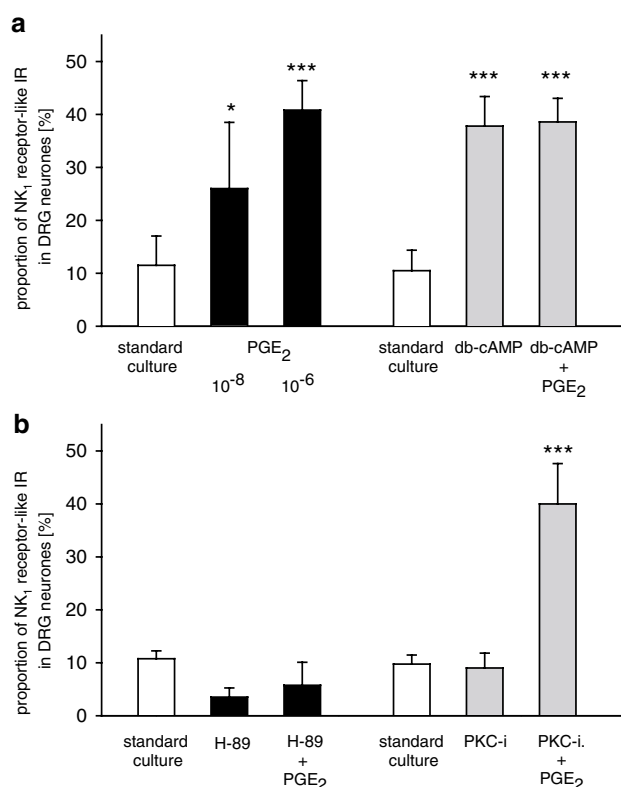 a
proportion of NK1 receptor-like IR
in DRG neurones [%]
50
40
30
20
10
0
*
***
***
***
standard
culture
PGE2
10-8
10-6
standard
culture
db-cAMP
db-cAMP
+
PGE2
b
proportion of NK1 receptor-like IR
in DRG neurones [%]
50
40
30
20
10
0
***
standard
culture
H-89
H-89
+
PGE2
standard
culture
PKC-i
PKC-i.
+
PGE2